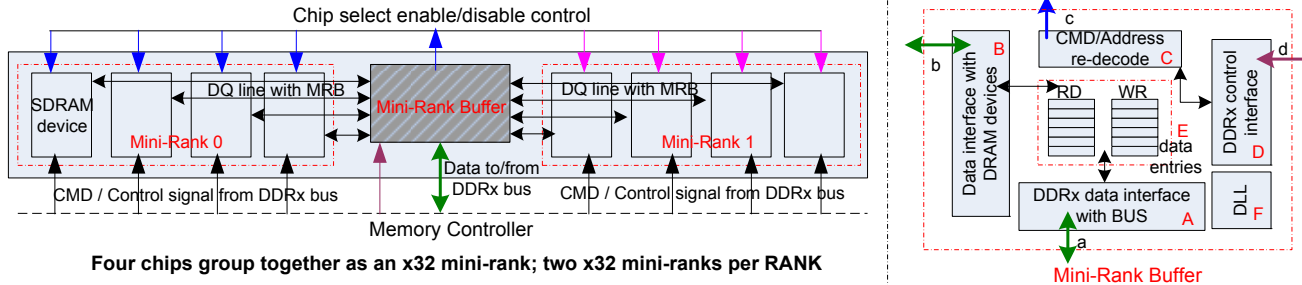 Chip select enable/disable control
SDRAM
device
DQ line with MRB
Mini-Rank 0
Mini-Rank Buffer
DQ line with MRB
Mini-Rank 1
CMD / Control signal from DDRx bus
Data to/from
DDRx bus
CMD / Control signal from DDRx bus
Memory Controller
Four chips group together as an x32 mini-rank; two x32 mini-ranks per RANK
c
b
B
Data interface with
DRAM devices
CMD/Address
re-decode
C
d
DDRx control
interface
D
RD
WR
E
data
entries
DDRx data interface
with BUS
A
a
DLL
F
Mini-Rank Buffer